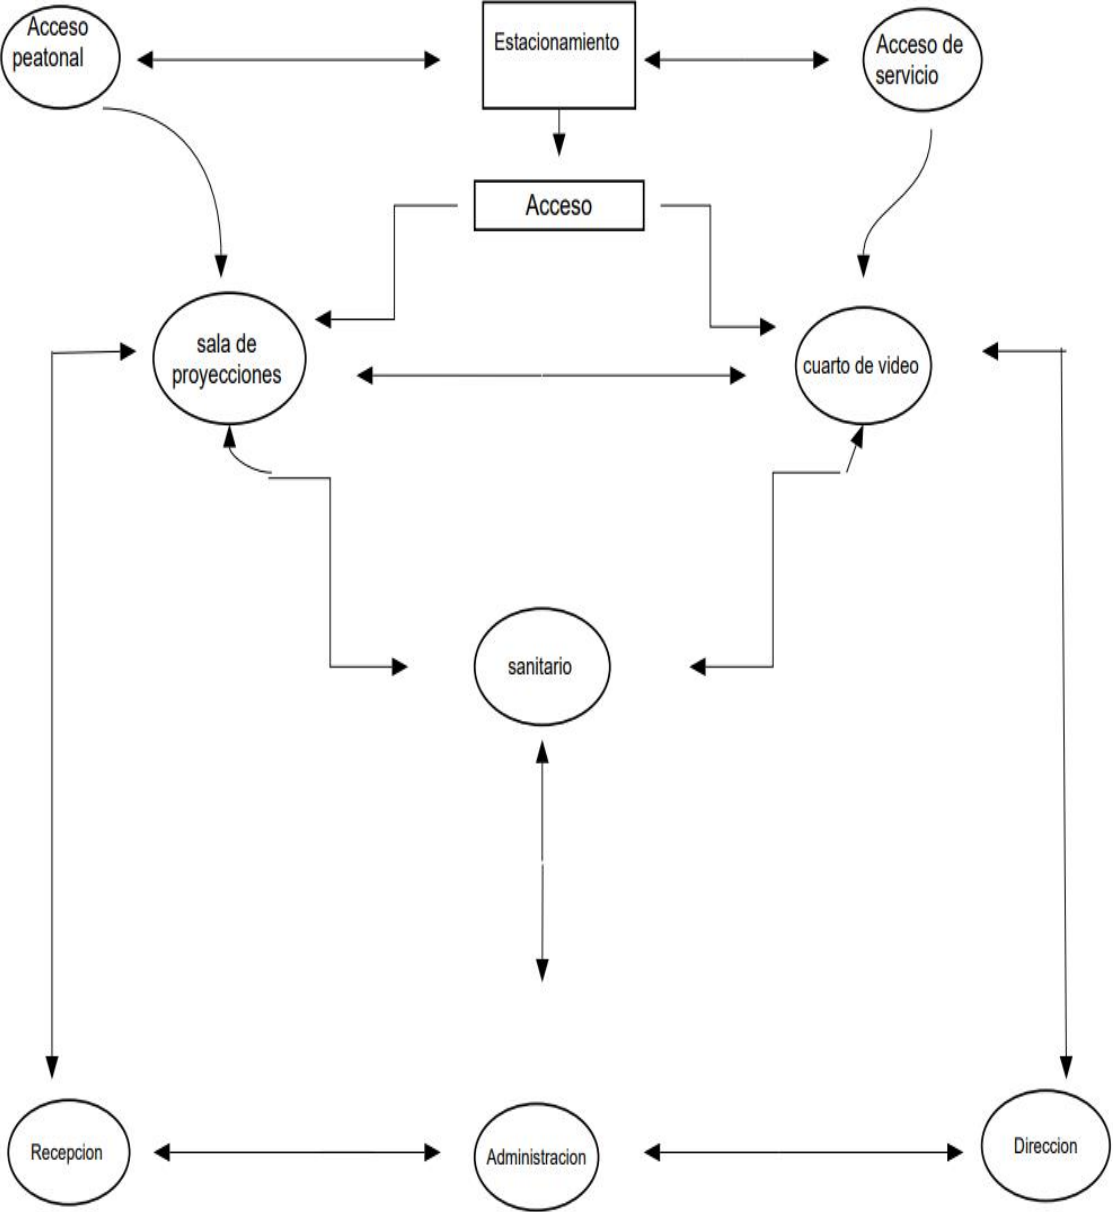 Acceso
peatonal
Estacionamiento
Acceso de
servicio
Acceso
sala de
proyecciones
cuarto de video
sanitario
Recepcion
Administracion
Direccion